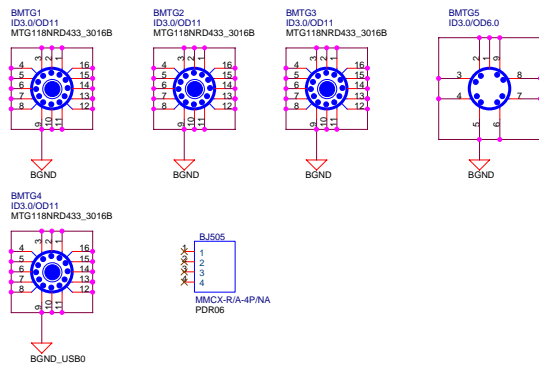 BMTG1
ID3.0/OD11
MTG118NRD433_3016B
3 2 1
4 16
5 15
6 14
7 13
8 12
9 10 11
BGND
BMTG2
ID3.0/OD11
MTG118NRD433_3016B
3 2 1
4 16
5 15
6 14
7 13
8 12
9 10 11
BGND
BMTG3
ID3.0/OD11
MTG118NRD433_3016B
3 2 1
4 16
5 15
6 14
7 13
8 12
9 10 11
BGND
BMTG5
ID3.0/OD6.0
2 1 9
3 8
4 7
5 6
BGND
BMTG4
ID3.0/OD11
MTG118NRD433_3016B
3 2 1
4 16
5 15
6 14
7 13
8 12
9 10 11
BGND_USB0
BJ505
1 1
2 2
3 3
4 4
MMCX-R/A-4P/NA
PDR06